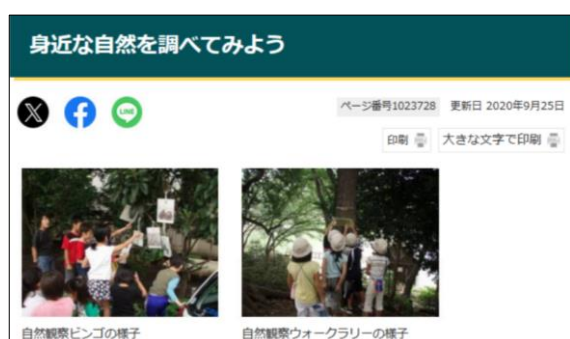 身近な自然を調べてみよう
ページ番号1023728 更新日 2020年9月25日
印刷 大きな文字で印刷
自然観察ビンゴの様子 自然観察ウォークラリーの様子